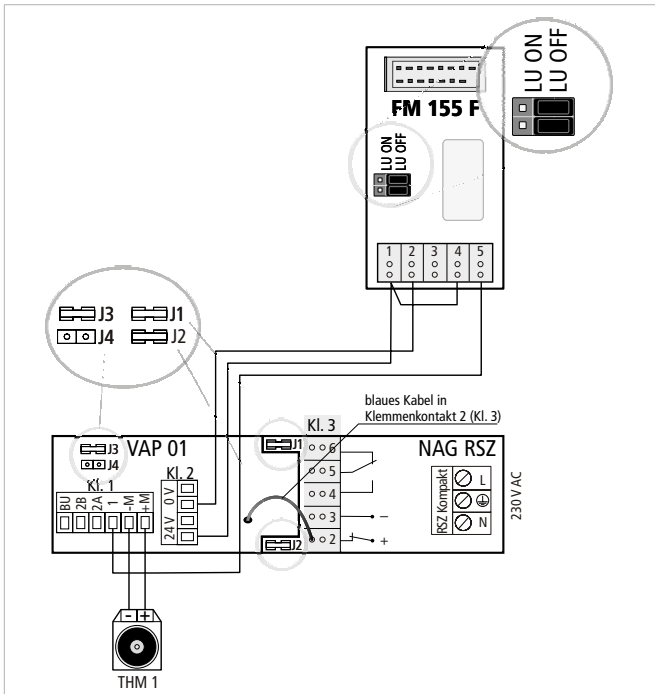 LU ON
LU OFF
FM 155 F
LU ON
LU OFF
1 2 3 4 5
J3 J1
J4 J2
blaues Kabel in
Klemmenkontakt 2 (Kl. 3)
Kl. 3
VAP 01
NAG RSZ
J3
J4
J1
6
Kl. 1
Kl. 2
5
BU 2B 2A 1 -M +M
0 V
24 V
4
3 –
J2
2 +
RSZ Kompakt
L
N
230 V AC
- +
THM 1